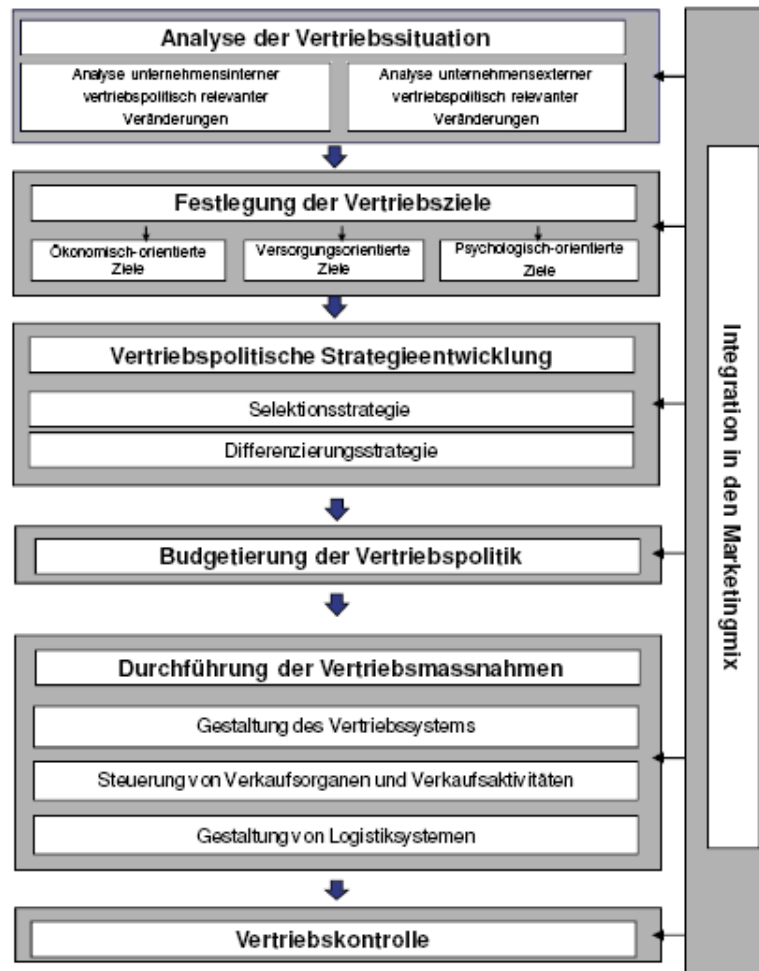 Analyse der Vertriebssituation
Analyse unternehmensinterner
vertriebspolitisch relevanter
Veränderungen
Analyse unternehmensexterner
vertriebspolitisch relevanter
Veränderungen
Festlegung der Vertriebsziele
Ökonomisch-orientierte
Ziele
Versorgungsorientierte
Ziele
Psychologisch-orientierte
Ziele
Vertriebspolitische Strategieentwicklung
Selektionsstrategie
Differenzierungsstrategie
Budgetierung der Vertriebspolitik
Durchführung der Vertriebsmassnahmen
Gestaltung des Vertriebssystems
Steuerung von Verkaufsorganen und Verkaufsaktivitäten
Gestaltung von Logistiksystemen
Vertriebskontrolle
Integration in den Marketingmix